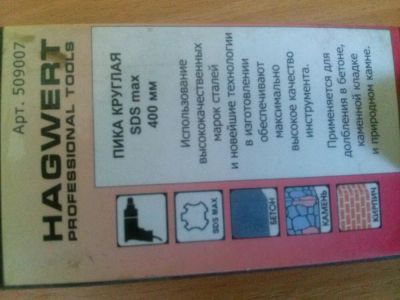 Арт. 509007
HAGWERT
PROFESSIONAL TOOLS
ПИКА КРУГЛАЯ
SDS max
400 мм
Использование
высококачественных
марок сталей
и новейшие технологии
в изготовлении
обеспечивают
максимально
высокое качество
инструмента.
Применяется для
долбления в бетоне,
каменной кладке
и природном камне.
SDS MAX
БЕТОН
КАМЕНЬ
КИРПИЧ